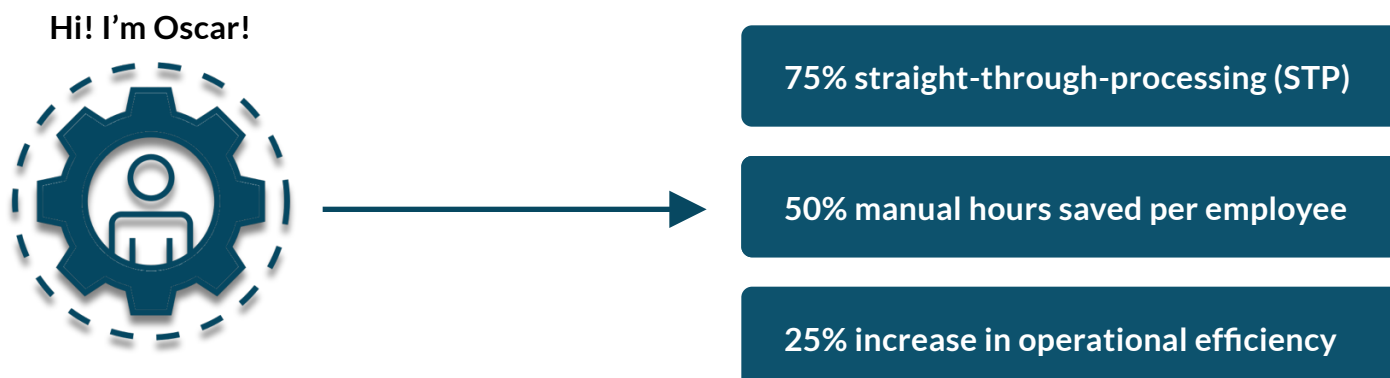 Hi! I’m Oscar!
75% straight-through-processing (STP)
50% manual hours saved per employee
25% increase in operational efficiency